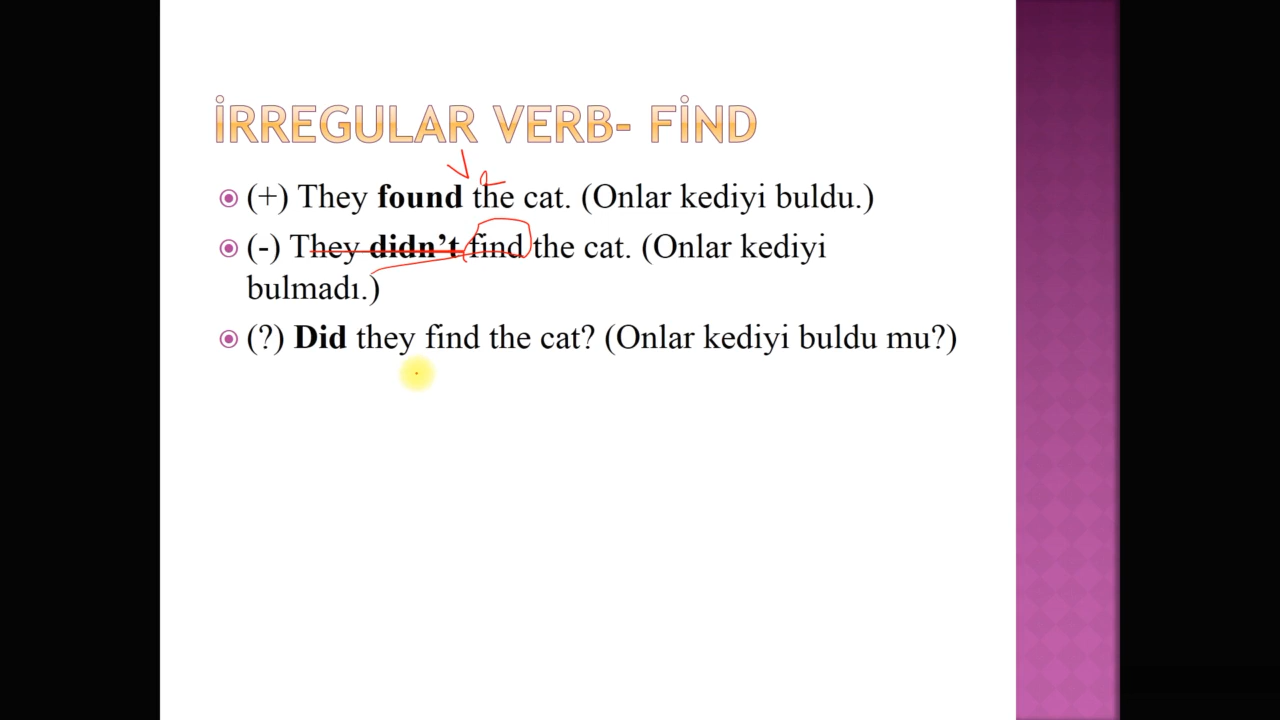 İRREGULAR VERB- FİND
V2
(+) They found the cat. (Onlar kediyi buldu.)
(-) They didn't find the cat. (Onlar kediyi
bulmadı.)
(?) Did they find the cat? (Onlar kediyi buldu mu?)